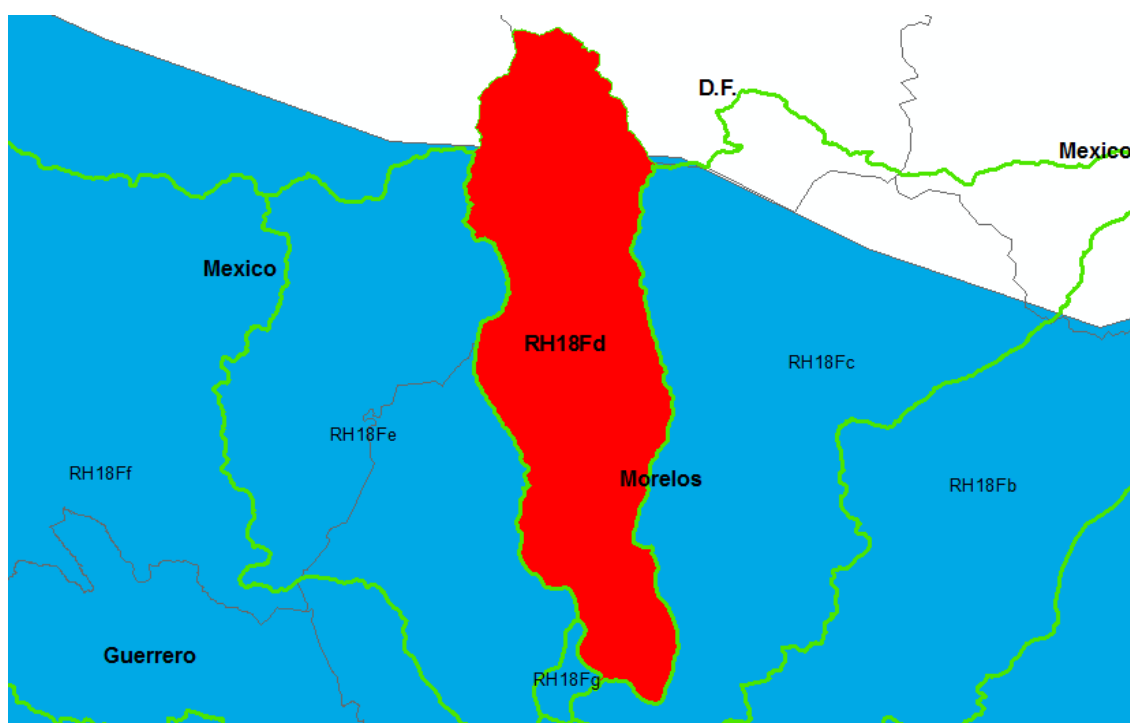 D.F.
Mexico
Mexico
RH18Fd
RH18Fc
RH18Fe
RH18Ff
Morelos
RH18Fb
Guerrero
RH18Fg